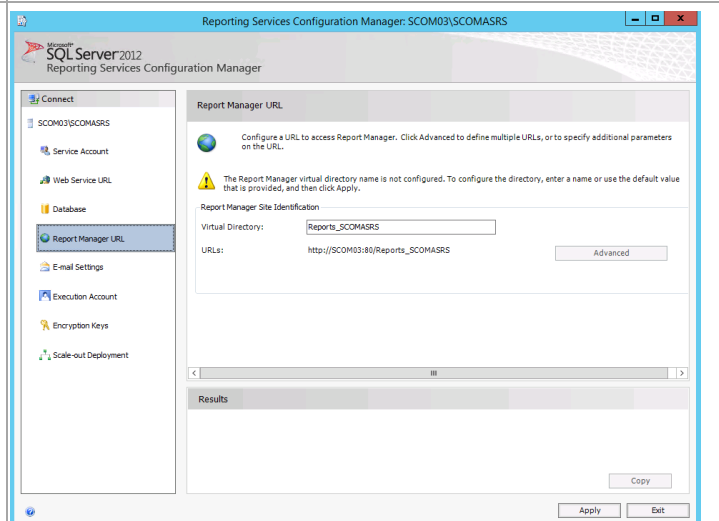 Reporting Services Configuration Manager: SCOM03\SCOMASRS
Microsoft
SQL Server 2012
Reporting Services Configuration Manager
Connect
SCOM03\SCOMASRS
Service Account
Web Service URL
Database
Report Manager URL
E-mail Settings
Execution Account
Encryption Keys
Scale-out Deployment
Report Manager URL
Configure a URL to access Report Manager. Click Advanced to define multiple URLs, or to specify additional parameters
on the URL.
The Report Manager virtual directory name is not configured. To configure the directory, enter a name or use the default value
that is provided, and then click Apply.
Report Manager Site Identification
Virtual Directory: Reports_SCOMASRS
URLs: http://SCOM03:80/Reports_SCOMASRS
Advanced
Results
Copy
Apply Exit